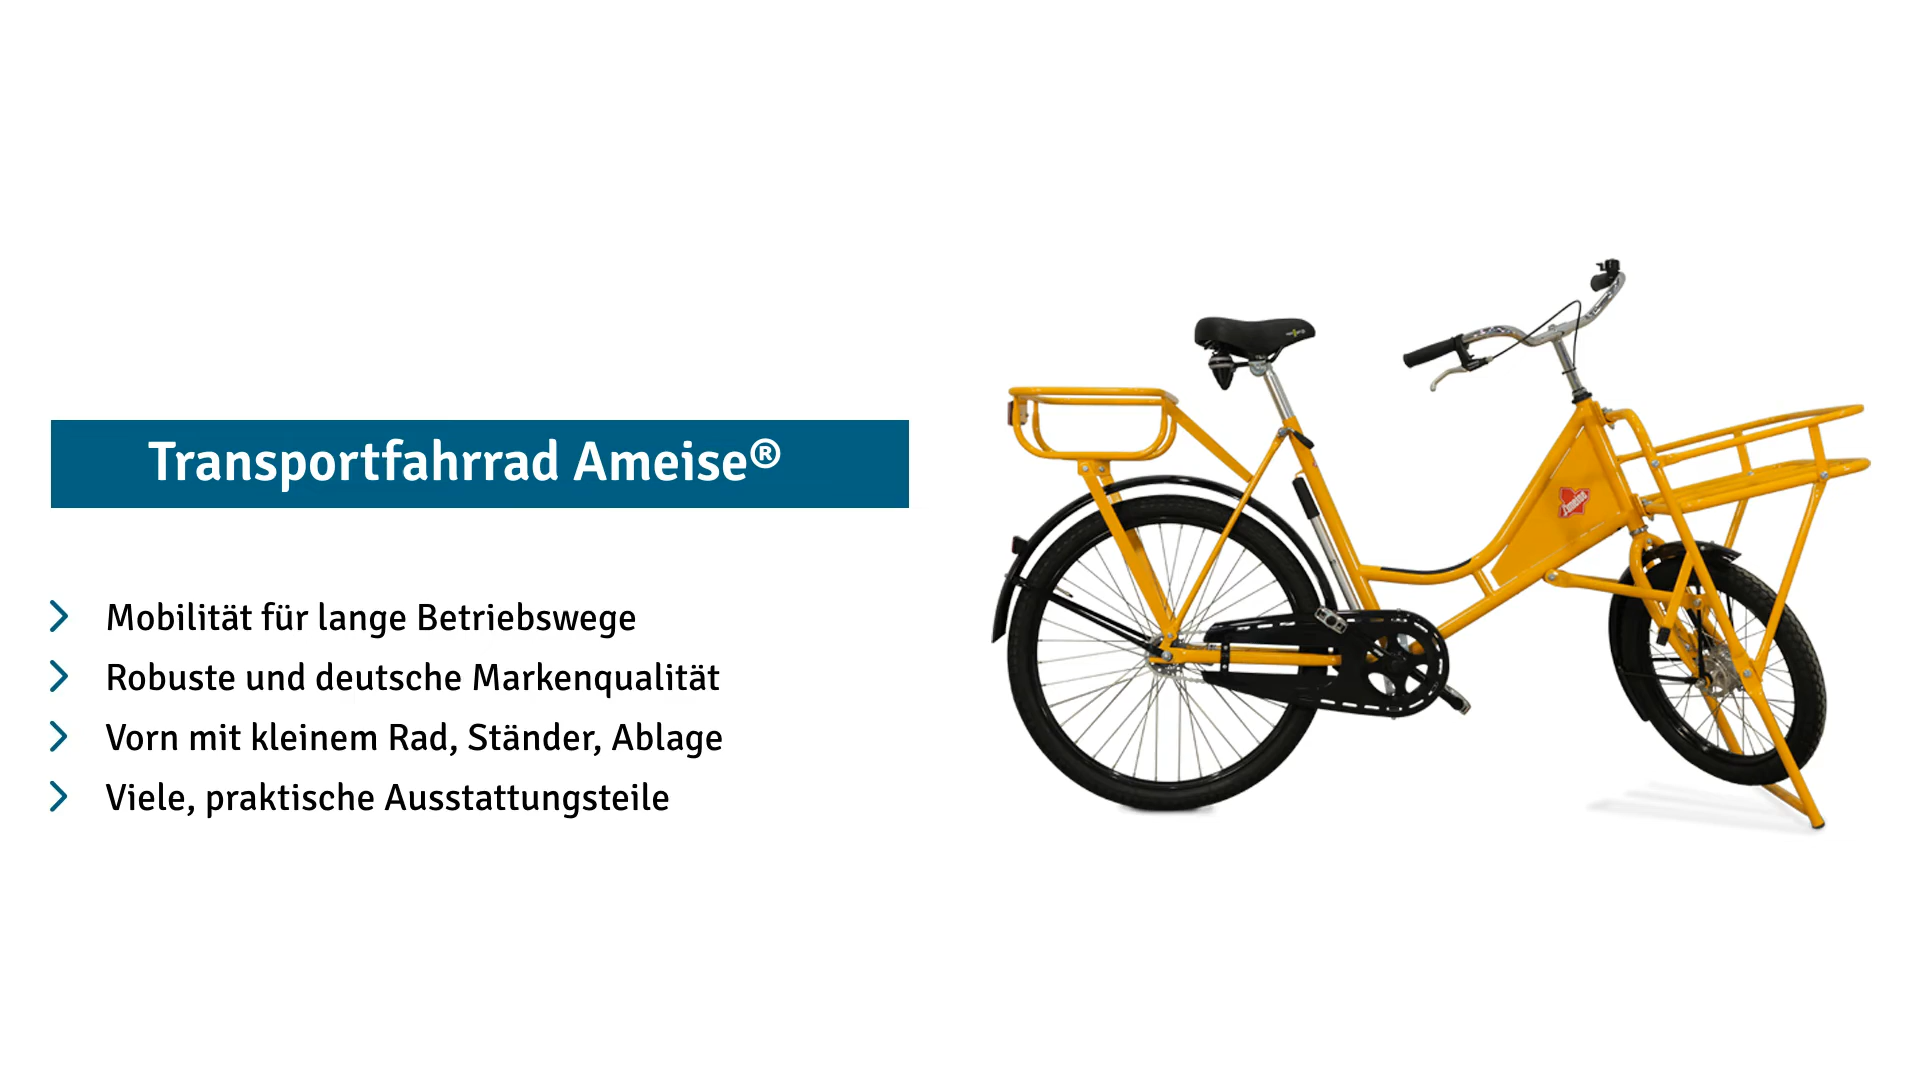 Transportfahrrad Ameise®
Mobilität für lange Betriebswege
Robuste und deutsche Markenqualität
Vorn mit kleinem Rad, Ständer, Ablage
Viele, praktische Ausstattungsteile
Ameise